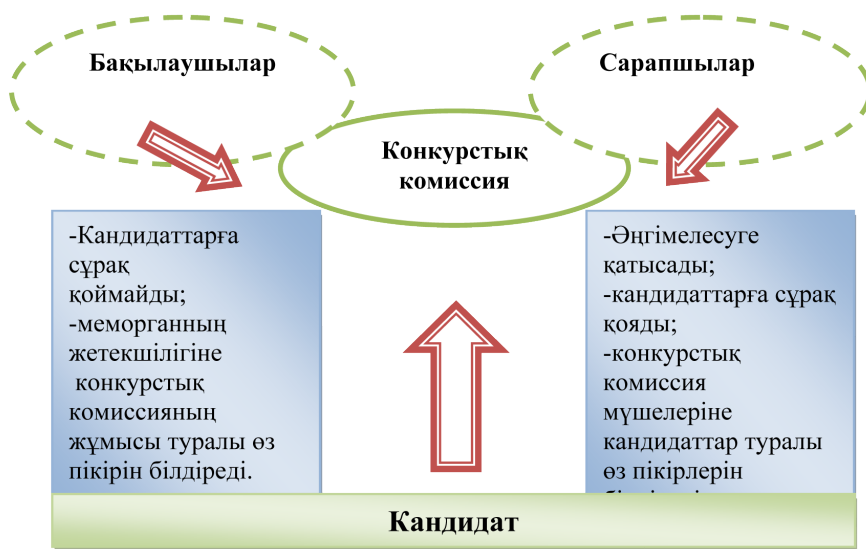 Бақылаушылар
Сарапшылар
Конкурстық
комиссия
-Кандидаттарға
сұрақ
қоймайды;
-меморганның
жетекшілігіне
конкурстық
комиссияның
жұмысы туралы өз
пікірін білдіреді.
-Әңгімелесуге
қатысады;
-кандидаттарға сұрақ
қояды;
-конкурстық
комиссия
мүшелеріне
кандидаттар туралы
өз пікірлерін
Кандидат